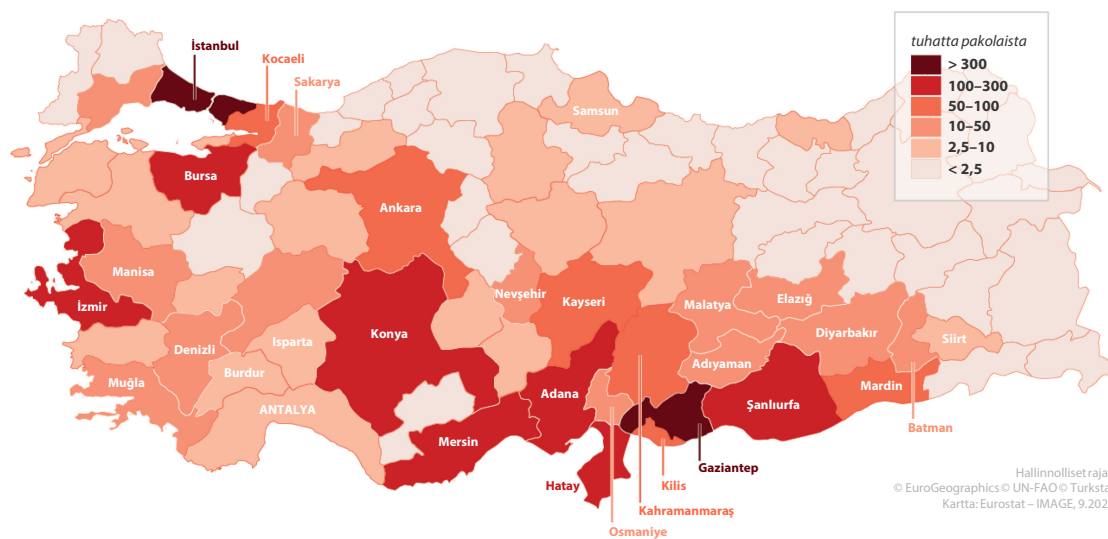 İstanbul
Kocaeli
Sakarya
Samsun
tuhatta pakolaista
> 300
100–300
50–100
10–50
2,5–10
< 2,5
Bursa
Ankara
Manisa
İzmir
Nevşehir
Kayseri
Malatya
Elazığ
Konya
Isparta
Denizli
Diyarbakır
Siirt
Adıyaman
Burdur
Muğla
Adana
Mardin
Şanlıurfa
ANTALYA
Batman
Mersin
Gaziantep
Hatay
Kilis
Kahramanmaraş
Osmaniye
Hallinnolliset raja
© EuroGeographics © UN–FAO © Turksta
Kartta: Eurostat – IMAGE, 9.202